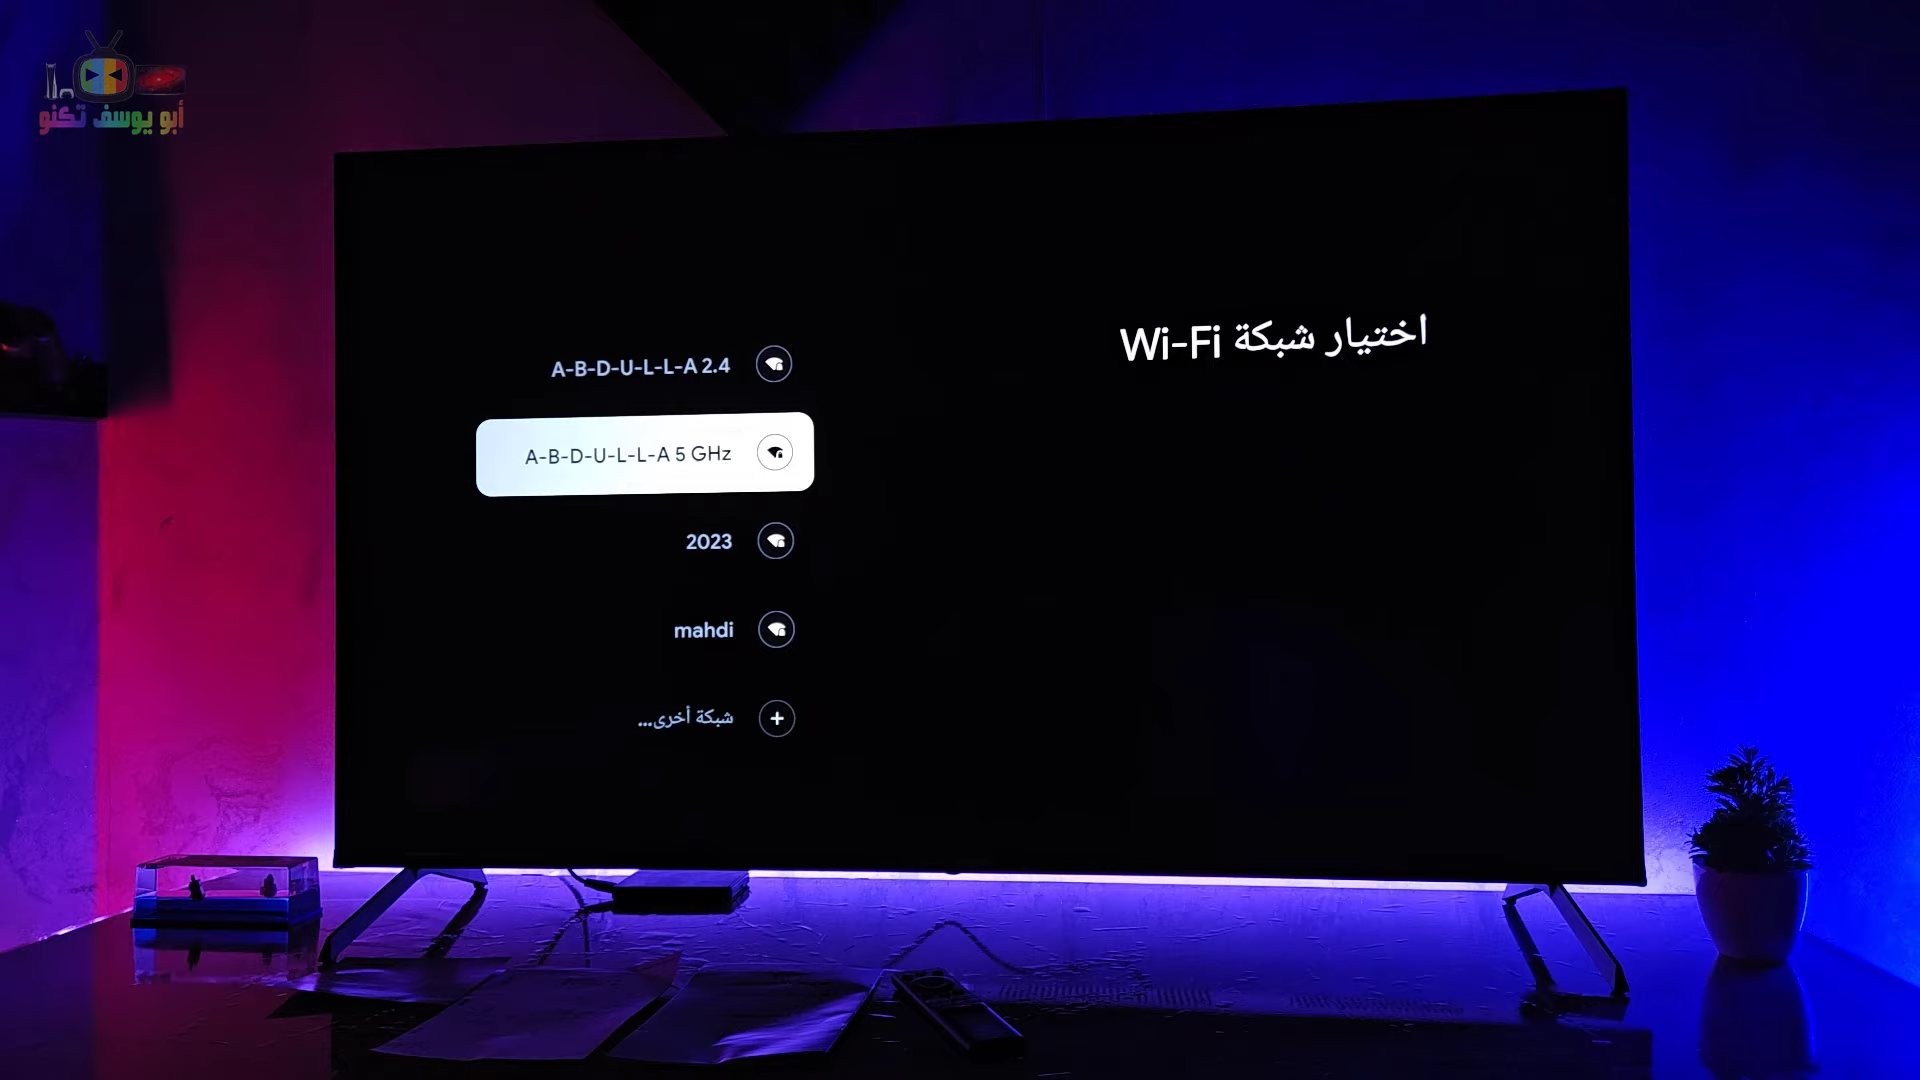 أبو يوسف تكنو
اختيار شبكة Wi-Fi
A-B-D-U-L-L-A 2.4
A-B-D-U-L-L-A 5 GHz
2023
mahdi
شبكة أخرى...